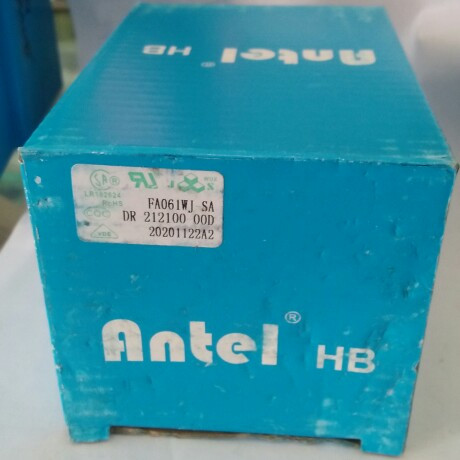 Antel® HB
FA061WJ SA
DR 212100 00D
20201122A2
Antel® HB